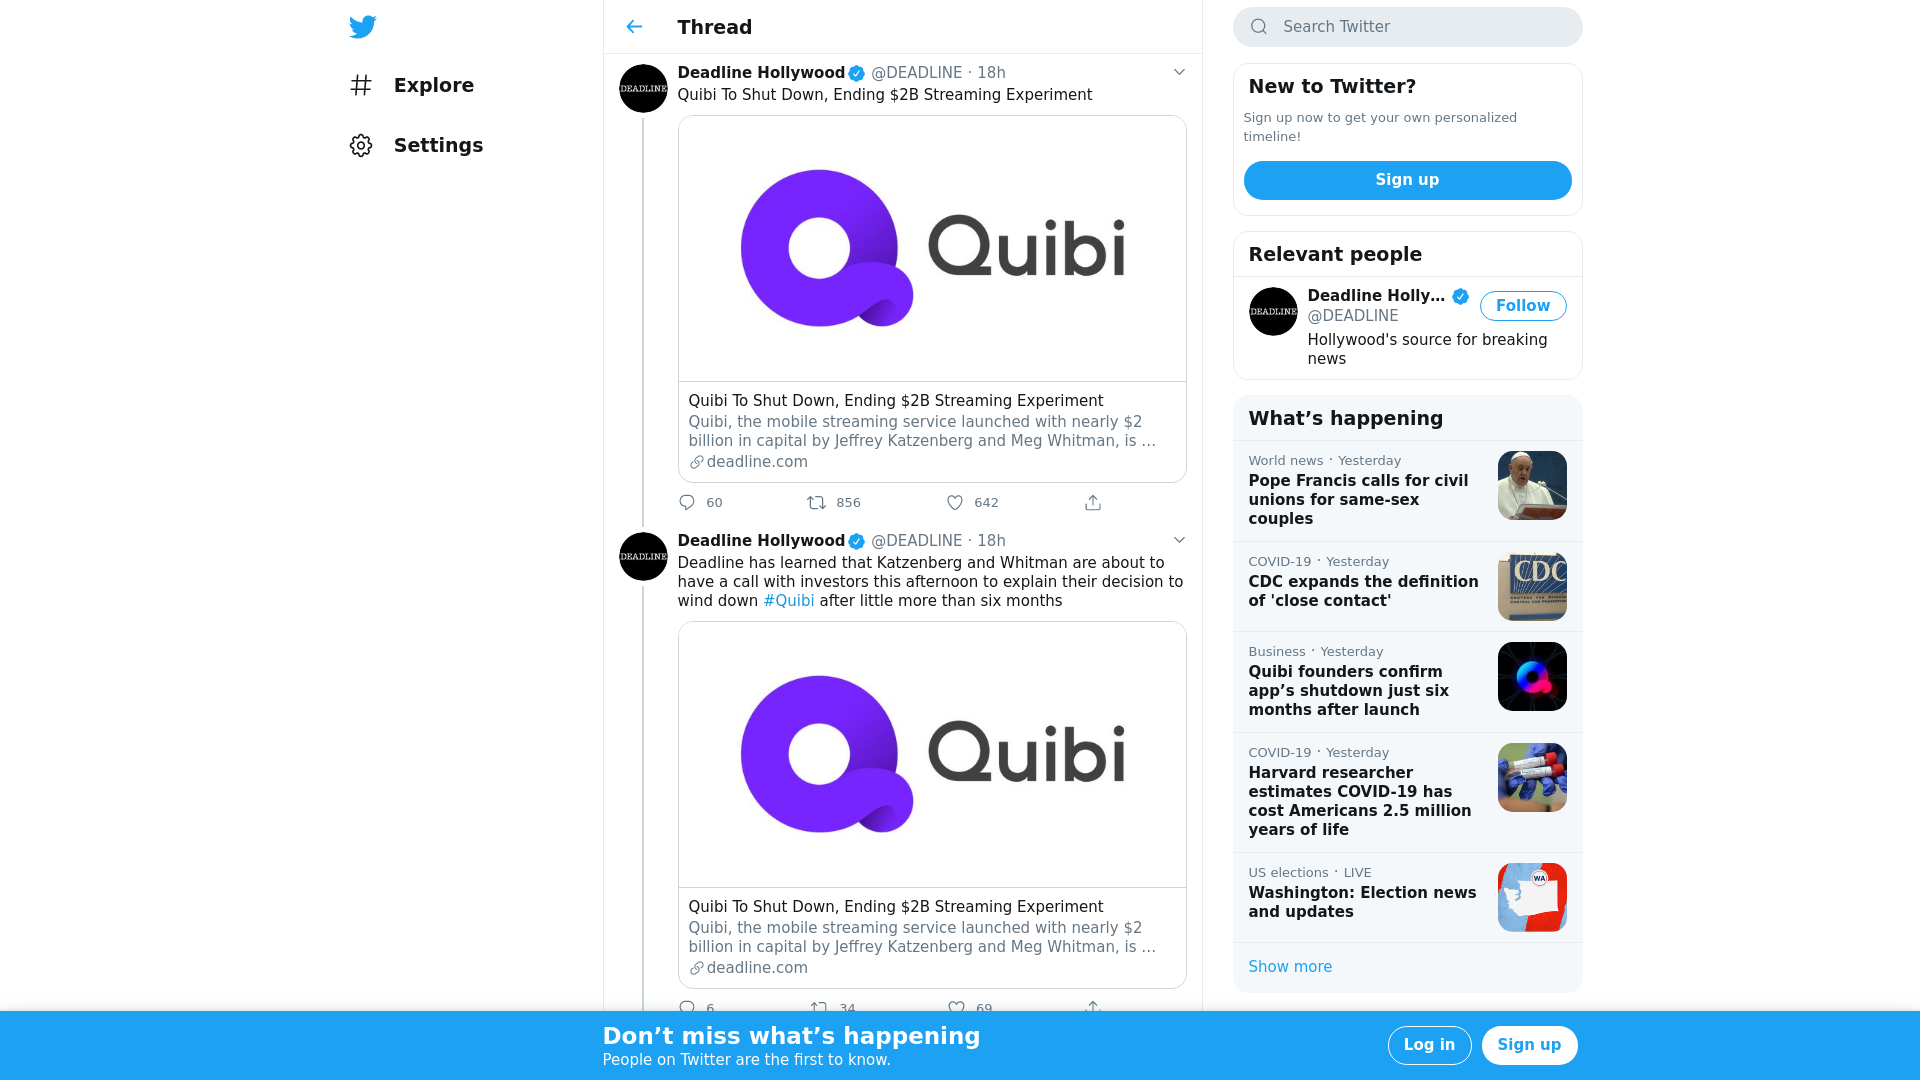 Explore
Settings
Thread
DEADLINE
Deadline Hollywood @DEADLINE · 18h
Quibi To Shut Down, Ending $2B Streaming Experiment
Quibi
Quibi To Shut Down, Ending $2B Streaming Experiment
Quibi, the mobile streaming service launched with nearly $2
billion in capital by Jeffrey Katzenberg and Meg Whitman, is ...
deadline.com
60 856 642
DEADLINE
Deadline Hollywood @DEADLINE · 18h
Deadline has learned that Katzenberg and Whitman are about to
have a call with investors this afternoon to explain their decision to
wind down #Quibi after little more than six months
Quibi
Quibi To Shut Down, Ending $2B Streaming Experiment
Quibi, the mobile streaming service launched with nearly $2
billion in capital by Jeffrey Katzenberg and Meg Whitman, is ...
deadline.com
6 34 69
Search Twitter
New to Twitter?
Sign up now to get your own personalized
timeline!
Sign up
Relevant people
DEADLINE
Deadline Holly...
@DEADLINE
Follow
Hollywood's source for breaking
news
What’s happening
World news · Yesterday
Pope Francis calls for civil
unions for same-sex
couples
COVID-19 · Yesterday
CDC expands the definition
of 'close contact'
CDC
Business · Yesterday
Quibi founders confirm
app’s shutdown just six
months after launch
COVID-19 · Yesterday
Harvard researcher
estimates COVID-19 has
cost Americans 2.5 million
years of life
US elections · LIVE
Washington: Election news
and updates
WA
Show more
Don’t miss what’s happening
People on Twitter are the first to know.
Log in
Sign up